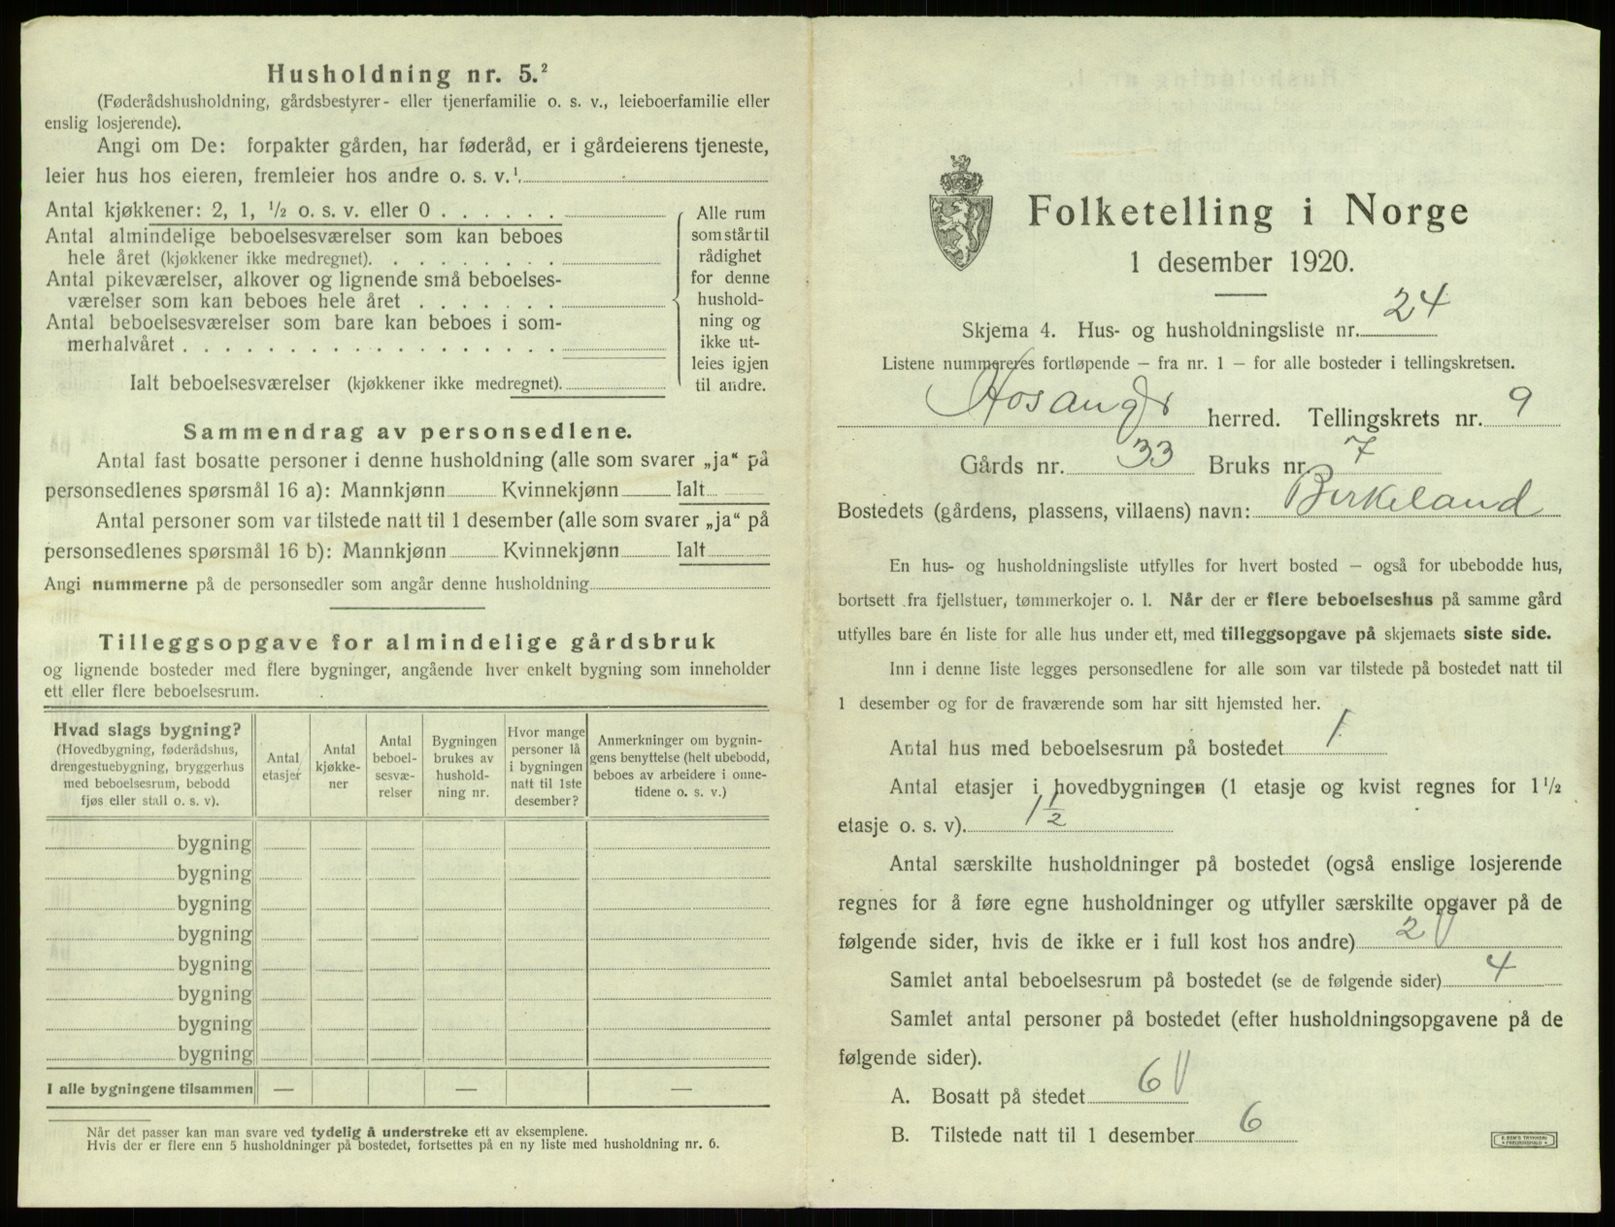 Husholdning nr. 5.²
(Føderådshusholdning, gårdsbestyrer- eller tjenerfamilie o. s. v., leieboerfamilie eller
enslig losjerende).
Angi om De: forpakter gården, har føderåd, er i gårdeierens tjeneste,
leier hus hos eieren, fremleier hos andre o. s. v.¹
Antal kjøkkener: 2, 1, ½ o. s. v. eller 0
Antal almindelige beboelsesværelser som kan beboes
hele året (kjøkkener ikke medregnet).
Antal pikeværelser, alkover og lignende små beboelses-
værelser som kan beboes hele året
Antal beboelsesværelser som bare kan beboes i som-
merhalvåret
Ialt beboelsesværelser (kjøkkener ikke medregnet).
Alle rum
som står til
rådighet
for denne
hushold-
ning og
ikke ut-
leies igjen
til andre.
Sammendrag av personsedlene.
Antal fast bosatte personer i denne husholdning (alle som svarer „ja“ på
personsedlenes spørsmål 16 a): Mannkjønn Kvinnekjønn Ialt
Antal personer som var tilstede natt til 1 desember (alle som svarer „ja“ på
personsedlenes spørsmål 16 b): Mannkjønn Kvinnekjønn Ialt
Angi nummerne på de personsedler som angår denne husholdning
Tilleggsopgave for almindelige gårdsbruk
og lignende bosteder med flere bygninger, angående hver enkelt bygning som inneholder
ett eller flere beboelsesrum.
Hvad slags bygning?
(Hovedbygning, føderådshus,
drengestuebygning, bryggerhus
med beboelsesrum, bebodd
fjøs eller stall o. s. v).
Antal
etasjer
Antal
kjøkke-
ner
Antal
beboel-
sesvæ-
relser
Bygningen
brukes av
hushold-
ning nr.
Hvor mange
personer lå
i bygningen
natt til 1ste
desember?
Anmerkninger om bygnin-
gens benyttelse (helt ubebodd,
beboes av arbeidere i onne-
tidene o. s. v.)
bygning
bygning
bygning
bygning
bygning
bygning
bygning
bygning
I alle bygningene tilsammen — — —
Når det passer kan man svare ved tydelig å understreke ett av eksemplene.
Hvis der er flere enn 5 husholdninger på bostedet, fortsettes på en ny liste med husholdning nr. 6.
Folketelling i Norge
1 desember 1920.
Skjema 4. Hus- og husholdningsliste nr. 24
Listene nummereres fortløpende — fra nr. 1 — for alle bosteder i tellingskretsen.
Hosanger herred. Tellingskrets nr. 9
Gårds nr. 33 Bruks nr. 7
Bostedets (gårdens, plassens, villaens) navn: Birkeland
En hus- og husholdningsliste utfylles for hvert bosted — også for ubebodde hus,
bortsett fra fjellstuer, tømmerkojer o. l. Når der er flere beboelseshus på samme gård
utfylles bare én liste for alle hus under ett, med tilleggsopgave på skjemaets siste side.
Inn i denne liste legges personsedlene for alle som var tilstede på bostedet natt til
1 desember og for de fraværende som har sitt hjemsted her.
Antal hus med beboelsesrum på bostedet 1
Antal etasjer i hovedbygningen (1 etasje og kvist regnes for 1½
etasje o. s. v). 1 ½
Antal særskilte husholdninger på bostedet (også enslige losjerende
regnes for å føre egne husholdninger og utfyller særskilte opgaver på de
følgende sider, hvis de ikke er i full kost hos andre) 2
Samlet antal beboelsesrum på bostedet (se de følgende sider) 4
Samlet antal personer på bostedet (efter husholdningsopgavene på de
følgende sider).
A. Bosatt på stedet 6
B. Tilstede natt til 1 desember 6